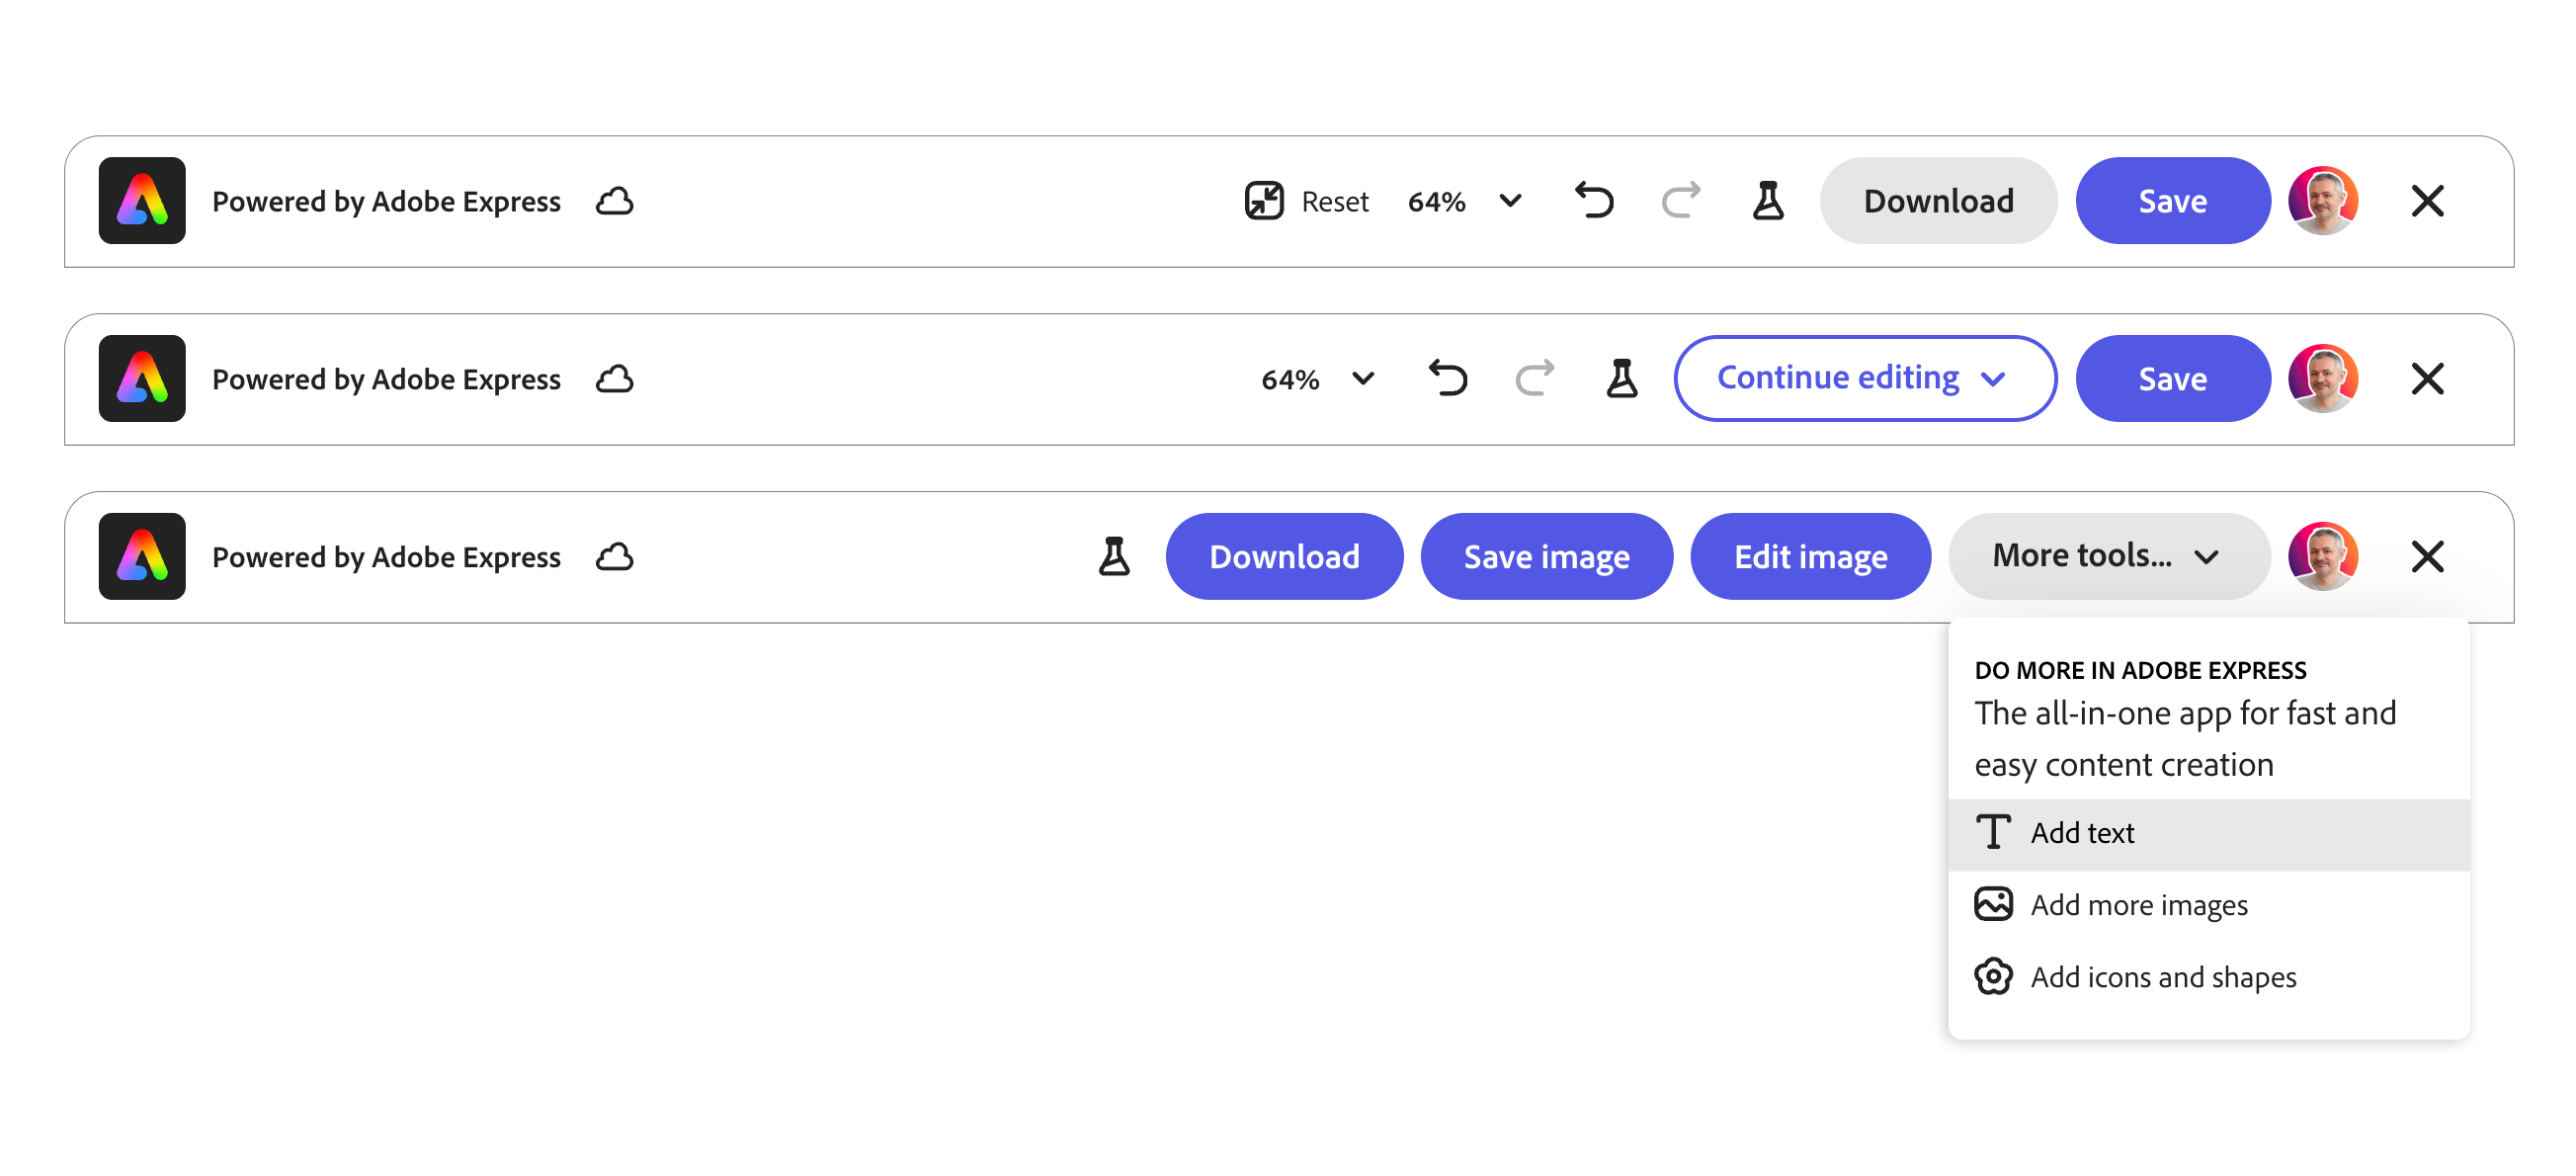 Powered by Adobe Express Reset 64% Download Save
Powered by Adobe Express 64% Continue editing Save
Powered by Adobe Express Download Save image Edit image More tools...
DO MORE IN ADOBE EXPRESS
The all-in-one app for fast and
easy content creation
Add text
Add more images
Add icons and shapes